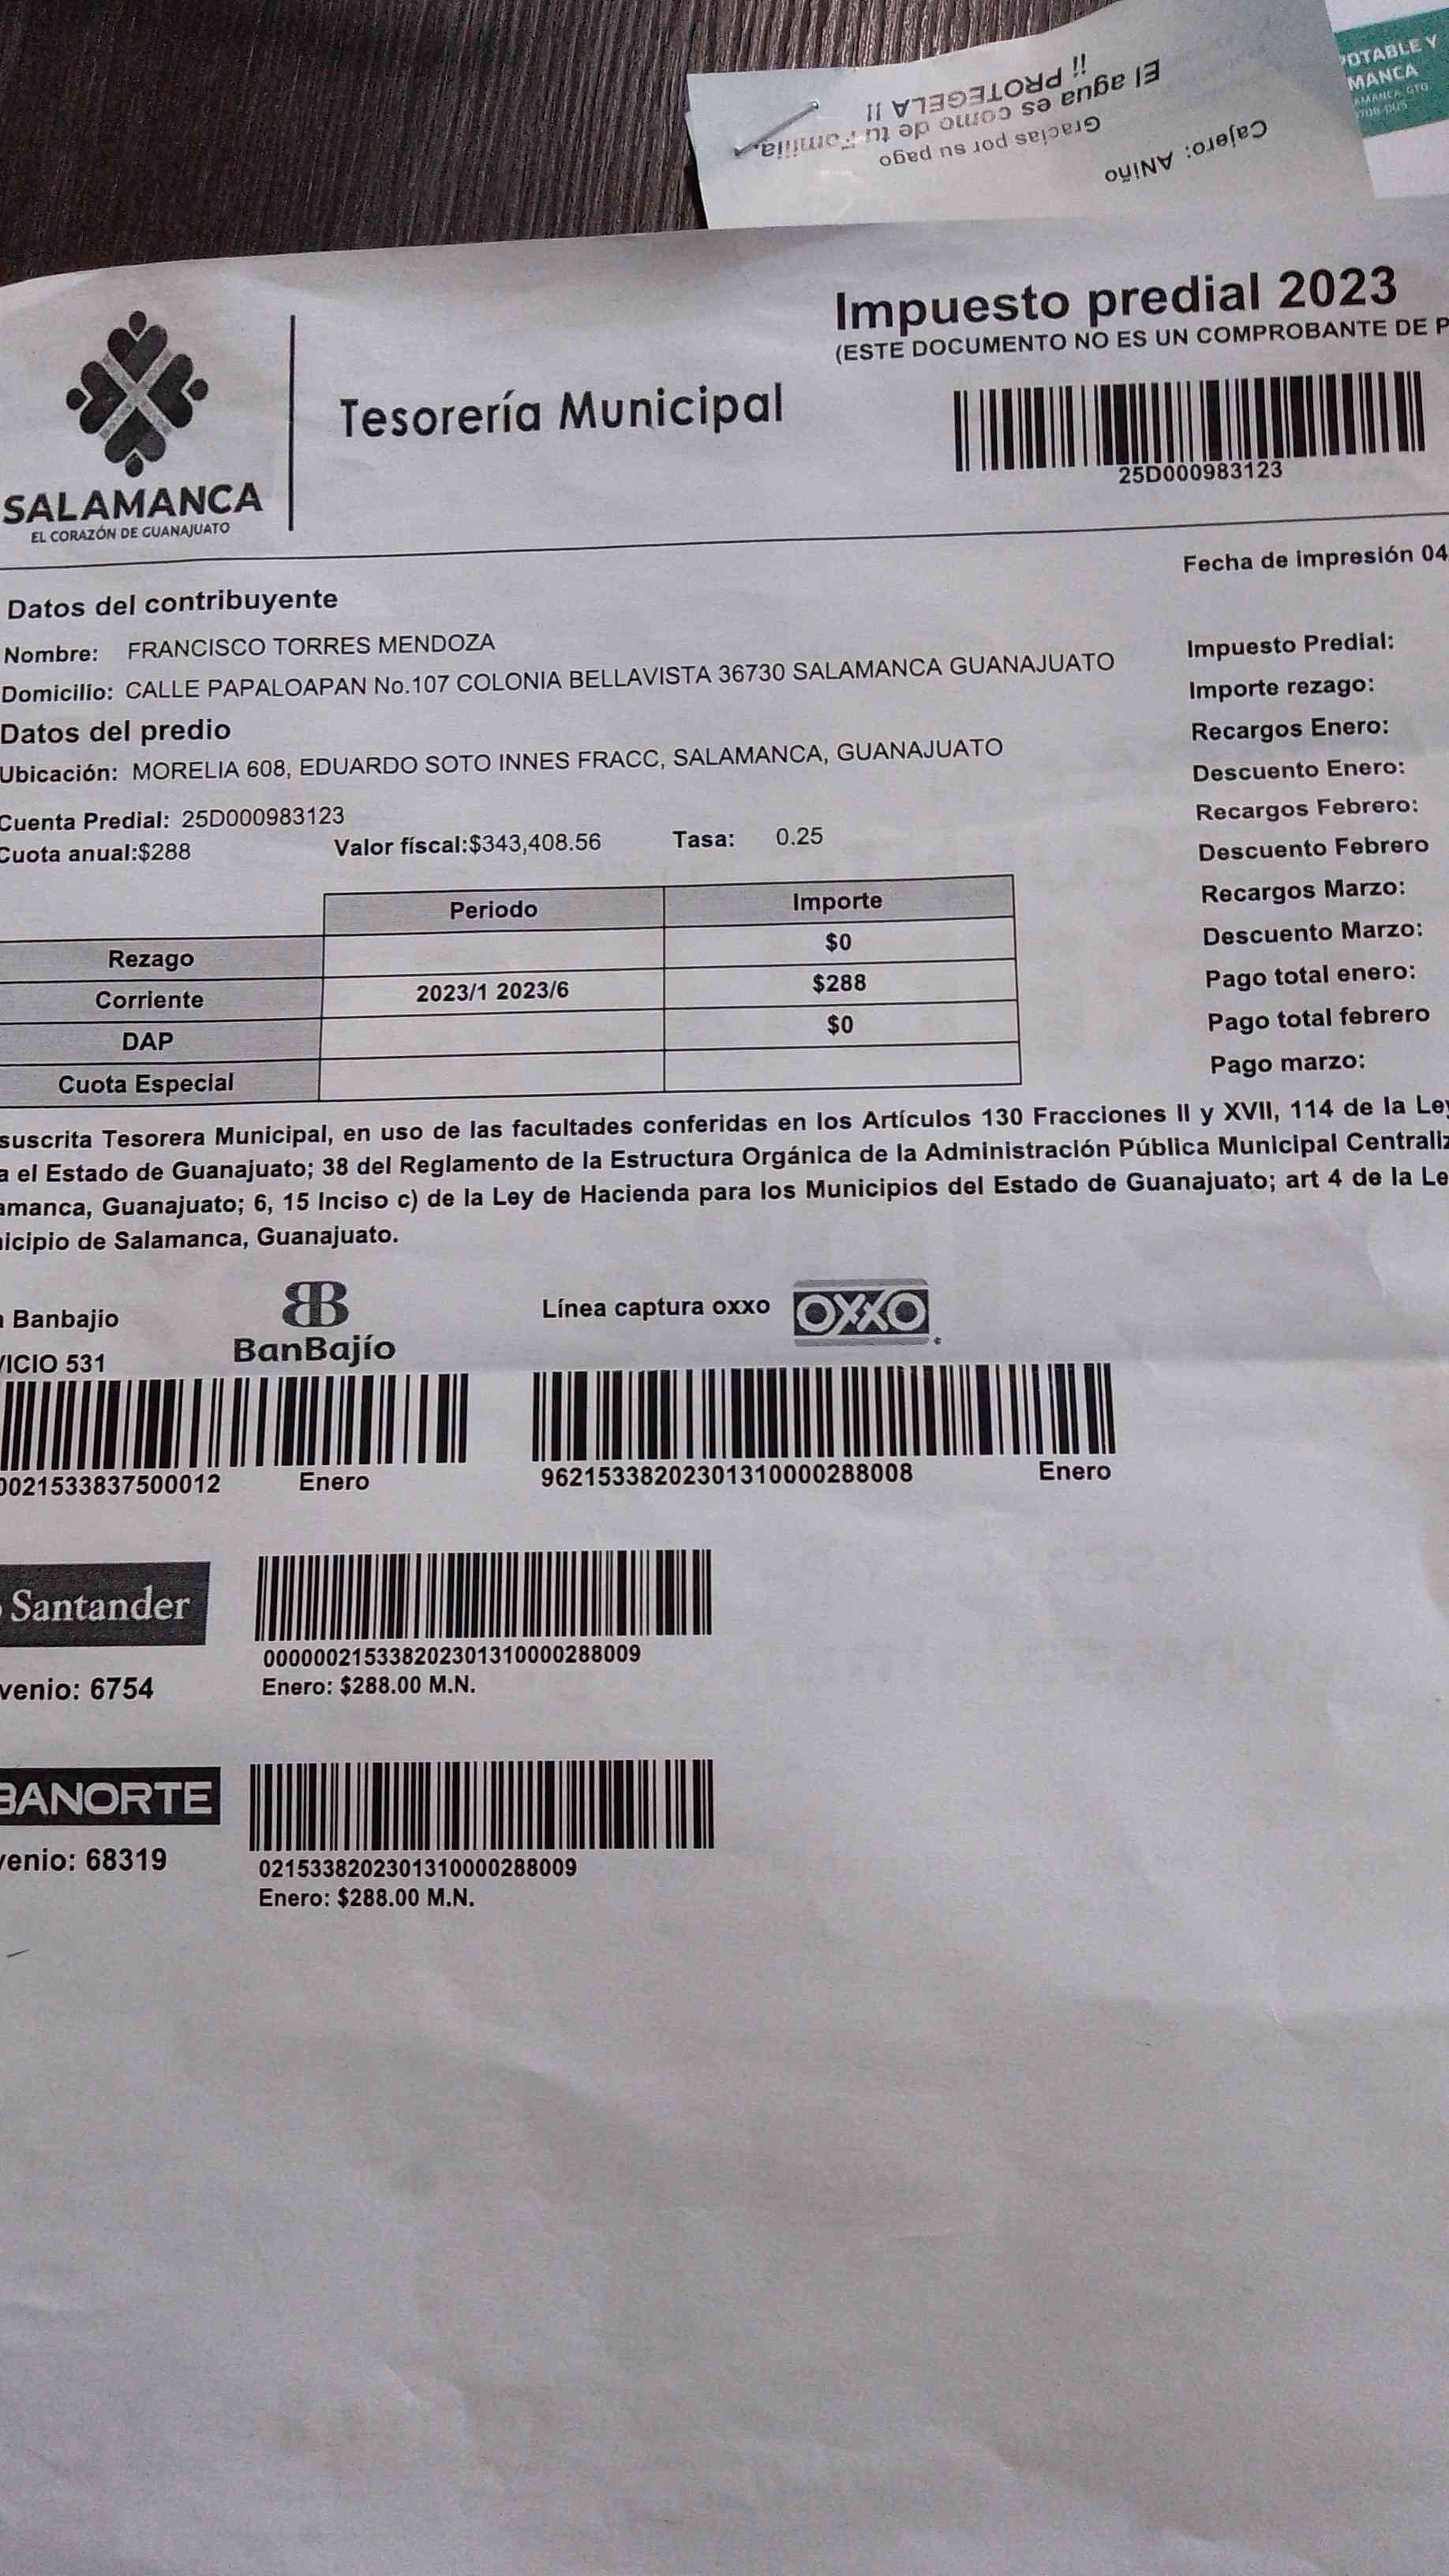 El agua es como de tu Familia.
¡¡ PROTEGELA !!
Gracias por su pago
Cajero: ANiño
POTABLE Y
MANCA
AMANCA, GTO.
Impuesto predial 2023
(ESTE DOCUMENTO NO ES UN COMPROBANTE DE P
Tesorería Municipal
25D000983123
SALAMANCA
EL CORAZÓN DE GUANAJUATO
Fecha de impresión 04
Datos del contribuyente
Nombre: FRANCISCO TORRES MENDOZA
Domicilio: CALLE PAPALOAPAN No.107 COLONIA BELLAVISTA 36730 SALAMANCA GUANAJUATO
Datos del predio
Ubicación: MORELIA 608, EDUARDO SOTO INNES FRACC, SALAMANCA, GUANAJUATO
Cuenta Predial: 25D000983123
Cuota anual:$288 Valor físcal:$343,408.56 Tasa: 0.25
Impuesto Predial:
Importe rezago:
Recargos Enero:
Descuento Enero:
Recargos Febrero:
Descuento Febrero
Recargos Marzo:
Descuento Marzo:
Pago total enero:
Pago total febrero
Pago marzo:
Periodo Importe
Rezago $0
Corriente 2023/1 2023/6 $288
DAP $0
Cuota Especial
suscrita Tesorera Municipal, en uso de las facultades conferidas en los Artículos 130 Fracciones II y XVII, 114 de la Ley
a el Estado de Guanajuato; 38 del Reglamento de la Estructura Orgánica de la Administración Pública Municipal Centraliz
amanca, Guanajuato; 6, 15 Inciso c) de la Ley de Hacienda para los Municipios del Estado de Guanajuato; art 4 de la Le
nicipio de Salamanca, Guanajuato.
a Banbajio
VICIO 531
BanBajío
Línea captura oxxo OXXO
0021533837500012 Enero
96215338202301310000288008 Enero
Santander
venio: 6754
000000215338202301310000288009
Enero: $288.00 M.N.
BANORTE
venio: 68319
0215338202301310000288009
Enero: $288.00 M.N.